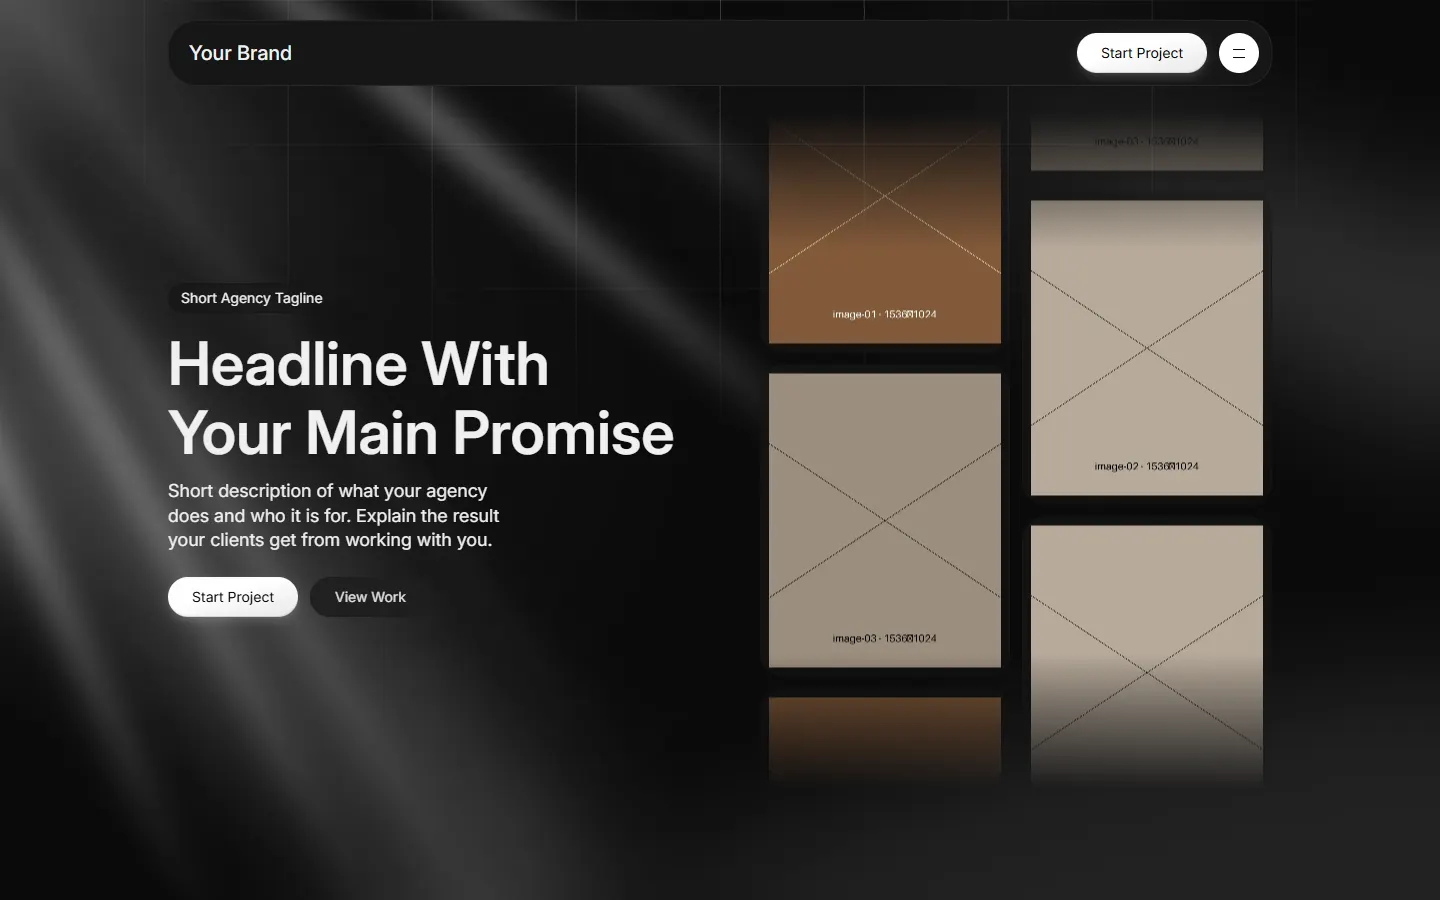 Your Brand
Start Project
Short Agency Tagline
Headline With
Your Main Promise
Short description of what your agency
does and who it is for. Explain the result
your clients get from working with you.
Start Project
View Work
image-01 ·
image-03 ·
image-02 ·